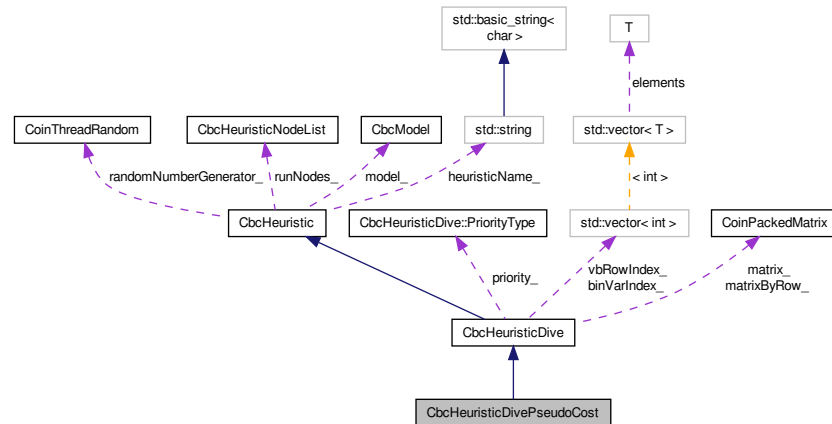 std::basic_string<
char >
T
elements
CoinThreadRandom
CbcHeuristicNodeList
CbcModel
std::string
std::vector< T >
randomNumberGenerator_
runNodes_
model_
heuristicName_
< int >
CbcHeuristic
CbcHeuristicDive::PriorityType
std::vector< int >
CoinPackedMatrix
priority_
vbRowIndex_
binVarIndex_
matrix_
matrixByRow_
CbcHeuristicDive
CbcHeuristicDivePseudoCost